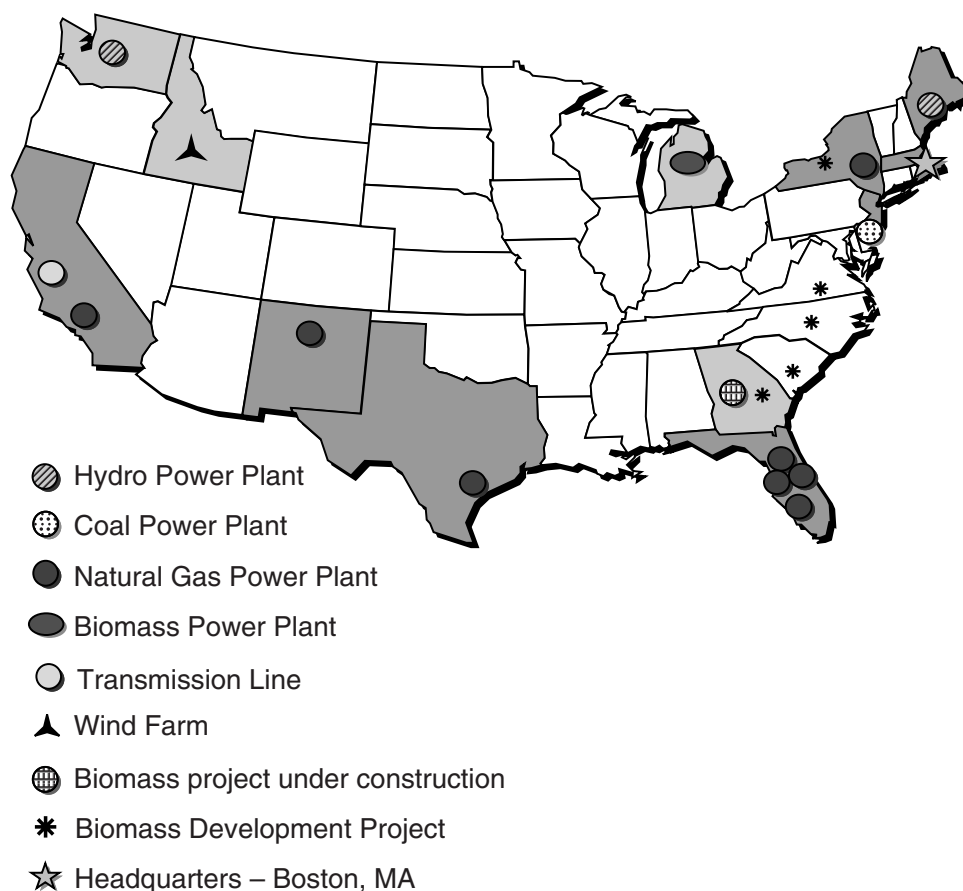 Hydro Power Plant
Coal Power Plant
Natural Gas Power Plant
Biomass Power Plant
Transmission Line
Wind Farm
Biomass project under construction
Biomass Development Project
Headquarters – Boston, MA